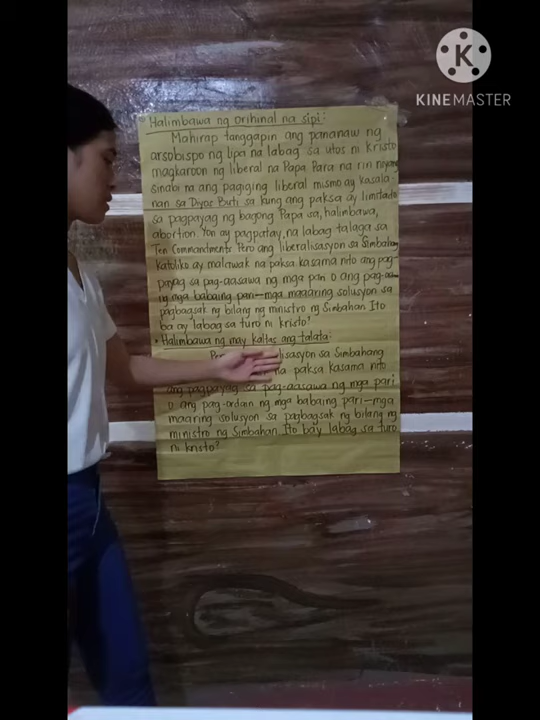 K
KINEMASTER
Halimbawa ng orihinal na sipi:
Mahirap tanggapin ang pananaw ng
arsobispo ng lipa na labag sa utos ni kristo
magkaroon ng liberal na Papa Para na rin niyang
sinabi na ang pagiging liberal mismo ay kasala-
nan sa Diyos Buti sa kung ang paksa ay limitado
sa pagpayag ng bagong Papa sa, halimbawa,
abortion. Yon ay pagpatay, na labag talaga sa
Ten Commandments Pero ang liberalisasyon sa Simbahang
Katoliko ay malawak na paksa kasama nito ang pag-
payag sa pag-aasawa ng mga pari o ang pag-
ng mga babaing pari-mga maaaring solusyon sa
pagbagsak ng bilang ng ministro ng Simbahan Ito
ba ay labag sa turo ni kristo?
• Halimbawa ng may kaltas ang talata:
lisasyon sa Simbahang
na paksa kasama nito
ang pagpayag sa pag-aasawa ng mga pari
o ang pag-ordain ng mga babaing pari-mga
maaring solusyon sa pagbagsak ng bilang ng
ministro ng Simbahan Ito bay labag sa turo
ni kristo?